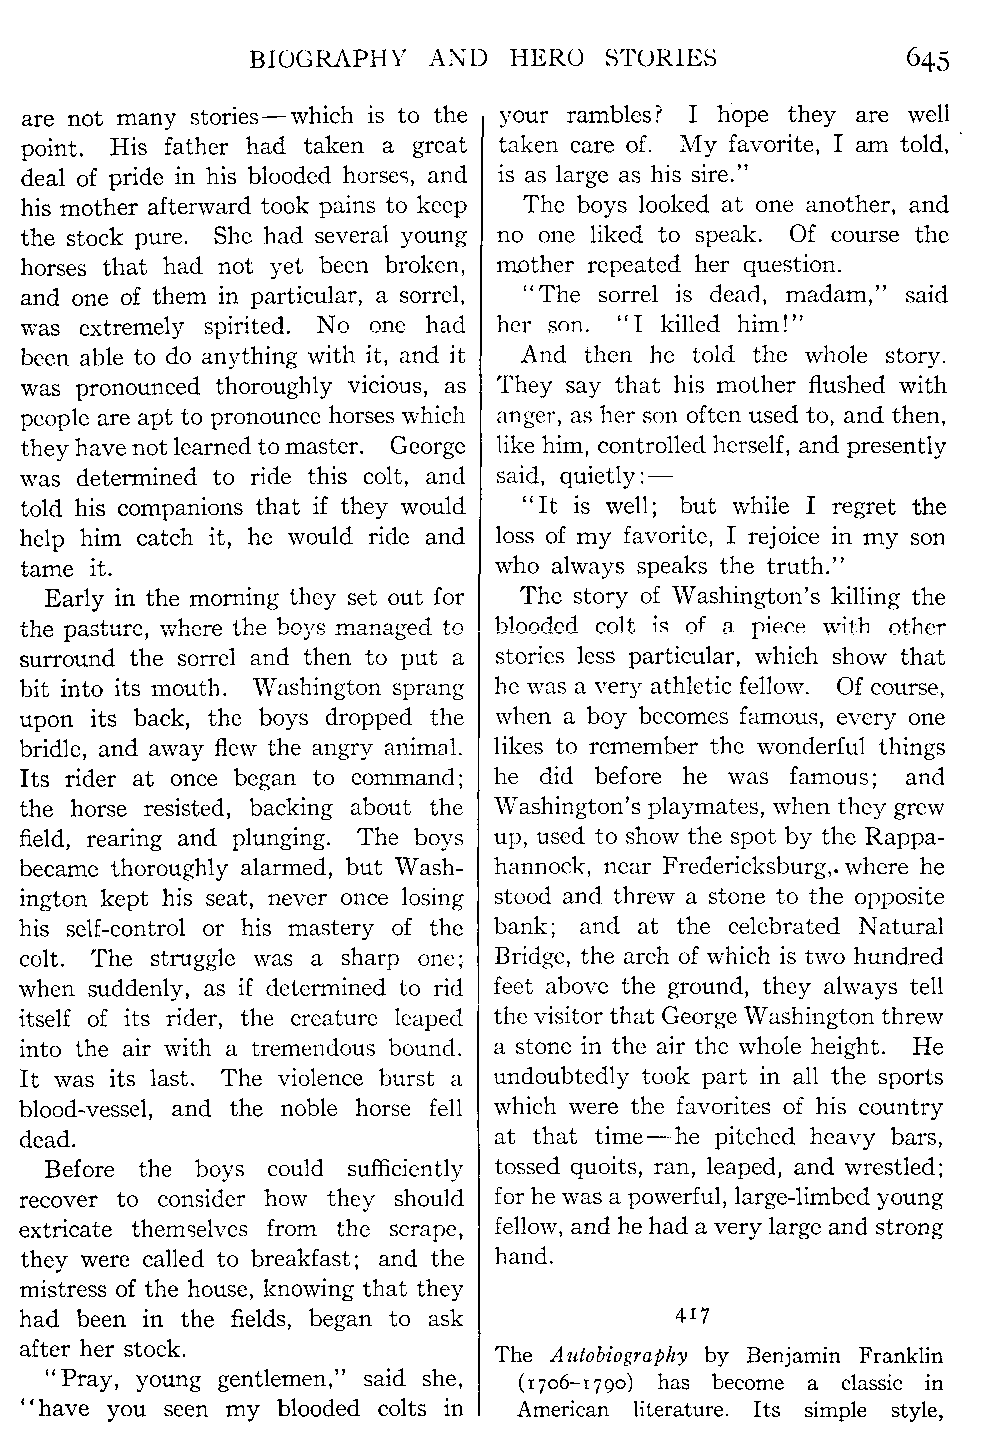 BIOGRAPHY AND HERO STORIES 645
are not many stories—which is to the
point. His father had taken a great
deal of pride in his blooded horses, and
his mother afterward took pains to keep
the stock pure. She had several young
horses that had not yet been broken,
and one of them in particular, a sorrel,
was extremely spirited. No one had
been able to do anything with it, and it
was pronounced thoroughly vicious, as
people are apt to pronounce horses which
they have not learned to master. George
was determined to ride this colt, and
told his companions that if they would
help him catch it, he would ride and
tame it.
Early in the morning they set out for
the pasture, where the boys managed to
surround the sorrel and then to put a
bit into its mouth. Washington sprang
upon its back, the boys dropped the
bridle, and away flew the angry animal.
Its rider at once began to command;
the horse resisted, backing about the
field, rearing and plunging. The boys
became thoroughly alarmed, but Wash-
ington kept his seat, never once losing
his self-control or his mastery of the
colt. The struggle was a sharp one;
when suddenly, as if determined to rid
itself of its rider, the creature leaped
into the air with a tremendous bound.
It was its last. The violence burst a
blood-vessel, and the noble horse fell
dead.
Before the boys could sufficiently
recover to consider how they should
extricate themselves from the scrape,
they were called to breakfast; and the
mistress of the house, knowing that they
had been in the fields, began to ask
after her stock.
"Pray, young gentlemen," said she,
"have you seen my blooded colts in
your rambles? I hope they are well
taken care of. My favorite, I am told,
is as large as his sire."
The boys looked at one another, and
no one liked to speak. Of course the
mother repeated her question.
"The sorrel is dead, madam," said
her son. "I killed him!"
And then he told the whole story.
They say that his mother flushed with
anger, as her son often used to, and then,
like him, controlled herself, and presently
said, quietly:—
"It is well; but while I regret the
loss of my favorite, I rejoice in my son
who always speaks the truth."
The story of Washington's killing the
blooded colt is of a piece with other
stories less particular, which show that
he was a very athletic fellow. Of course,
when a boy becomes famous, every one
likes to remember the wonderful things
he did before he was famous; and
Washington's playmates, when they grew
up, used to show the spot by the Rappa-
hannock, near Fredericksburg,. where he
stood and threw a stone to the opposite
bank; and at the celebrated Natural
Bridge, the arch of which is two hundred
feet above the ground, they always tell
the visitor that George Washington threw
a stone in the air the whole height. He
undoubtedly took part in all the sports
which were the favorites of his country
at that time—he pitched heavy bars,
tossed quoits, ran, leaped, and wrestled;
for he was a powerful, large-limbed young
fellow, and he had a very large and strong
hand.
417
The Autobiography by Benjamin Franklin
(1706-1790) has become a classic in
American literature. Its simple style,